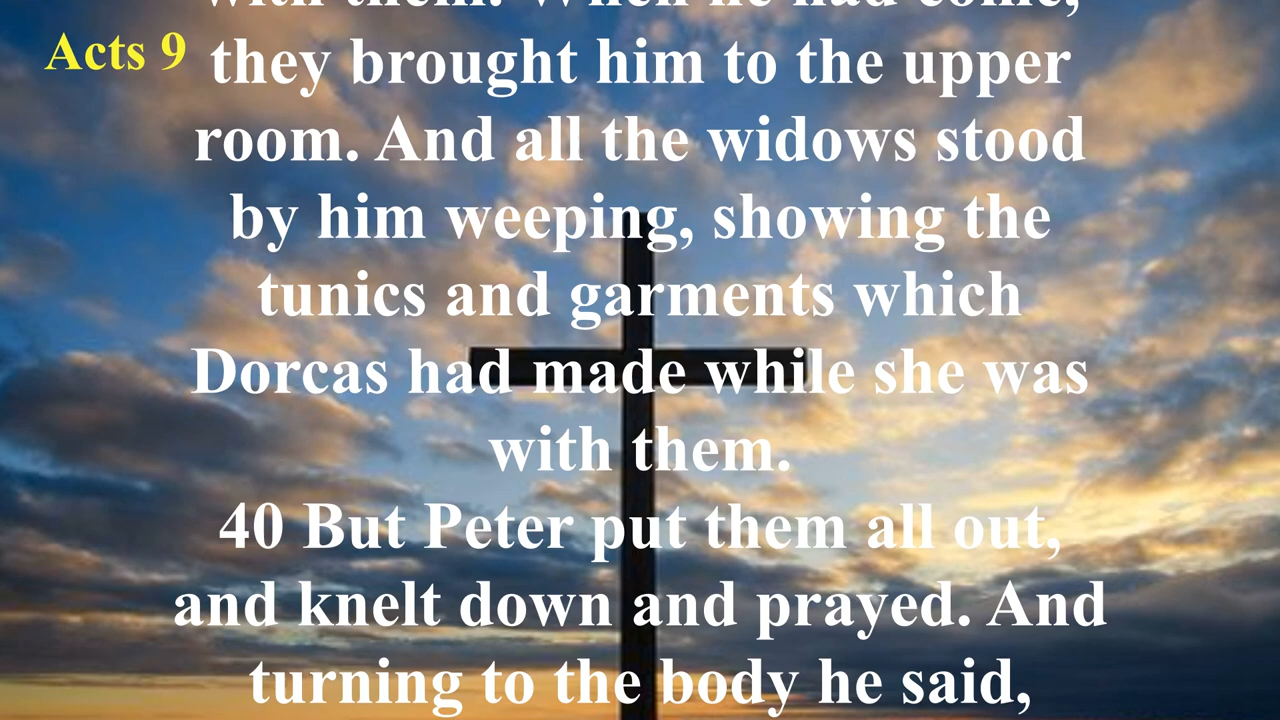 with them. When he had come,
Acts 9
they brought him to the upper
room. And all the widows stood
by him weeping, showing the
tunics and garments which
Dorcas had made while she was
with them.
40 But Peter put them all out,
and knelt down and prayed. And
turning to the body he said,